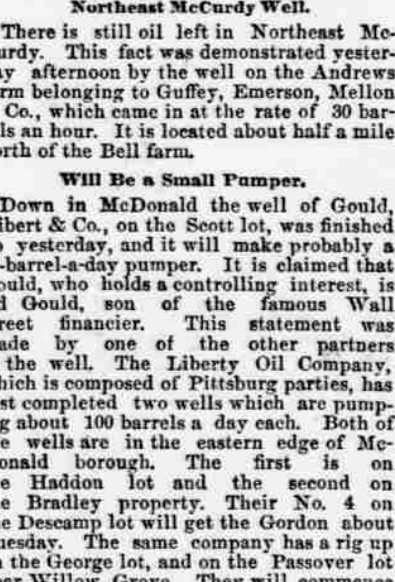 Northeast McCurdy Well.
There is still oil left in Northeast Mc-
urdy. This fact was demonstrated yester-
ay afternoon by the well on the Andrews
rm belonging to Guffey, Emerson, Mellon
Co., which came in at the rate of 30 bar-
ls an hour. It is located about half a mile
orth of the Bell farm.
Will Be a Small Pumper.
Down in McDonald the well of Gould,
ibert & Co., on the Scott lot, was finished
yesterday, and it will make probably a
-barrel-a-day pumper. It is claimed that
ould, who holds a controlling interest, is
d Gould, son of the famous Wall
reet financier. This statement was
ade by one of the other partners
the well. The Liberty Oil Company,
hich is composed of Pittsburg parties, has
st completed two wells which are pump-
g about 100 barrels a day each. Both of
e wells are in the eastern edge of Mc-
onald borough. The first is on
e Haddon lot and the second on
e Bradley property. Their No. 4 on
e Descamp lot will get the Gordon about
uesday. The same company has a rig up
the George lot, and on the Passover lot
Willow Grove. They will commence